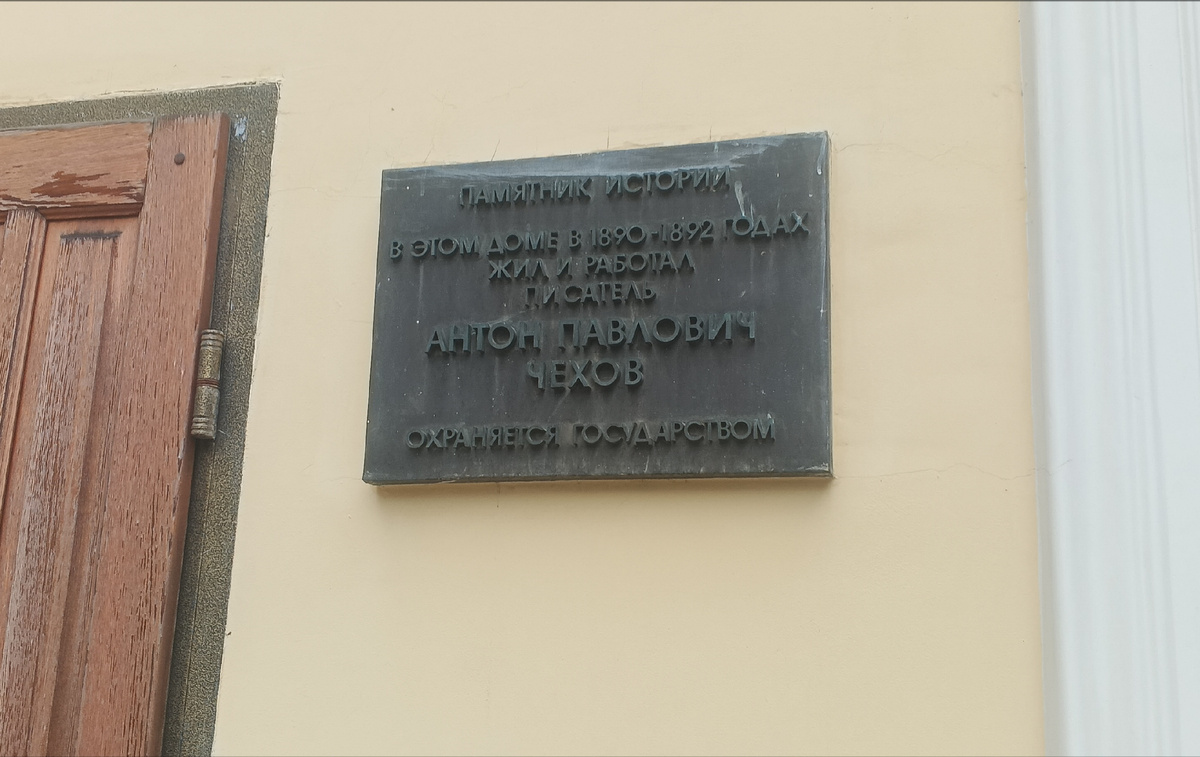 ПАМЯТНИК ИСТОРИИ
В ЭТОМ ДОМЕ В 1890-1892 ГОДАХ
ЖИЛ И РАБОТАЛ
ПИСАТЕЛЬ
АНТОН ПАВЛОВИЧ
ЧЕХОВ
ОХРАНЯЕТСЯ ГОСУДАРСТВОМ